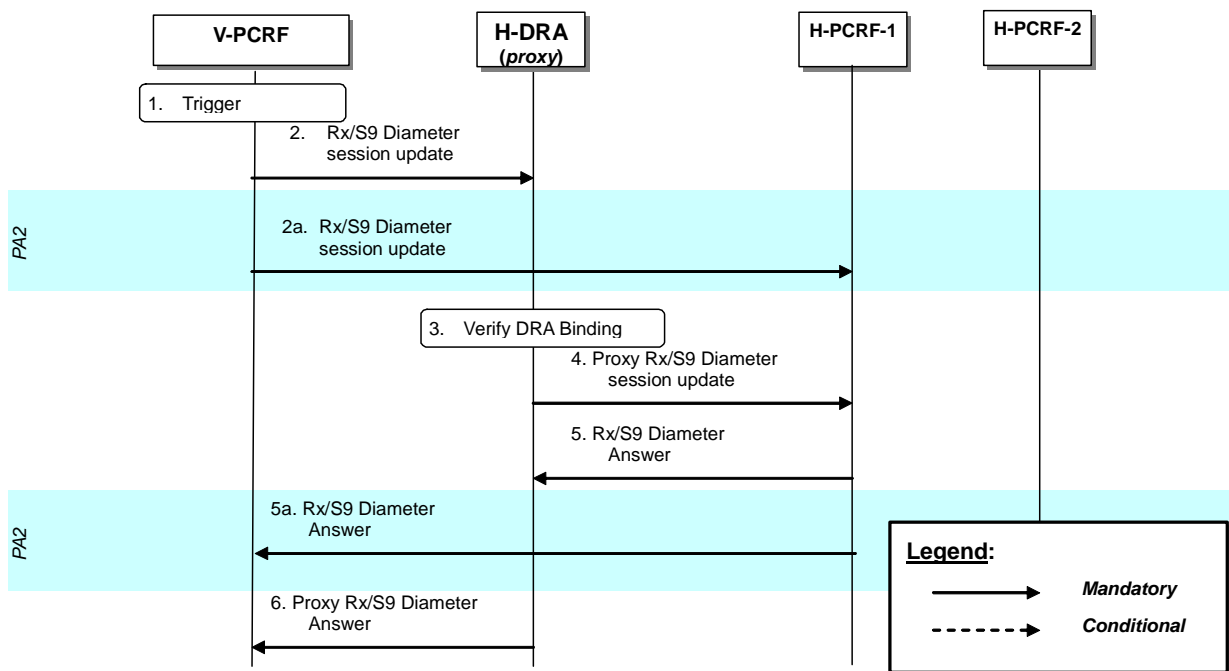 V-PCRF
H-DRA
(proxy)
H-PCRF-1
H-PCRF-2
1. Trigger
2. Rx/S9 Diameter
session update
PA2
2a. Rx/S9 Diameter
session update
3. Verify DRA Binding
4. Proxy Rx/S9 Diameter
session update
5. Rx/S9 Diameter
Answer
PA2
5a. Rx/S9 Diameter
Answer
6. Proxy Rx/S9 Diameter
Answer
Legend:
Mandatory
Conditional